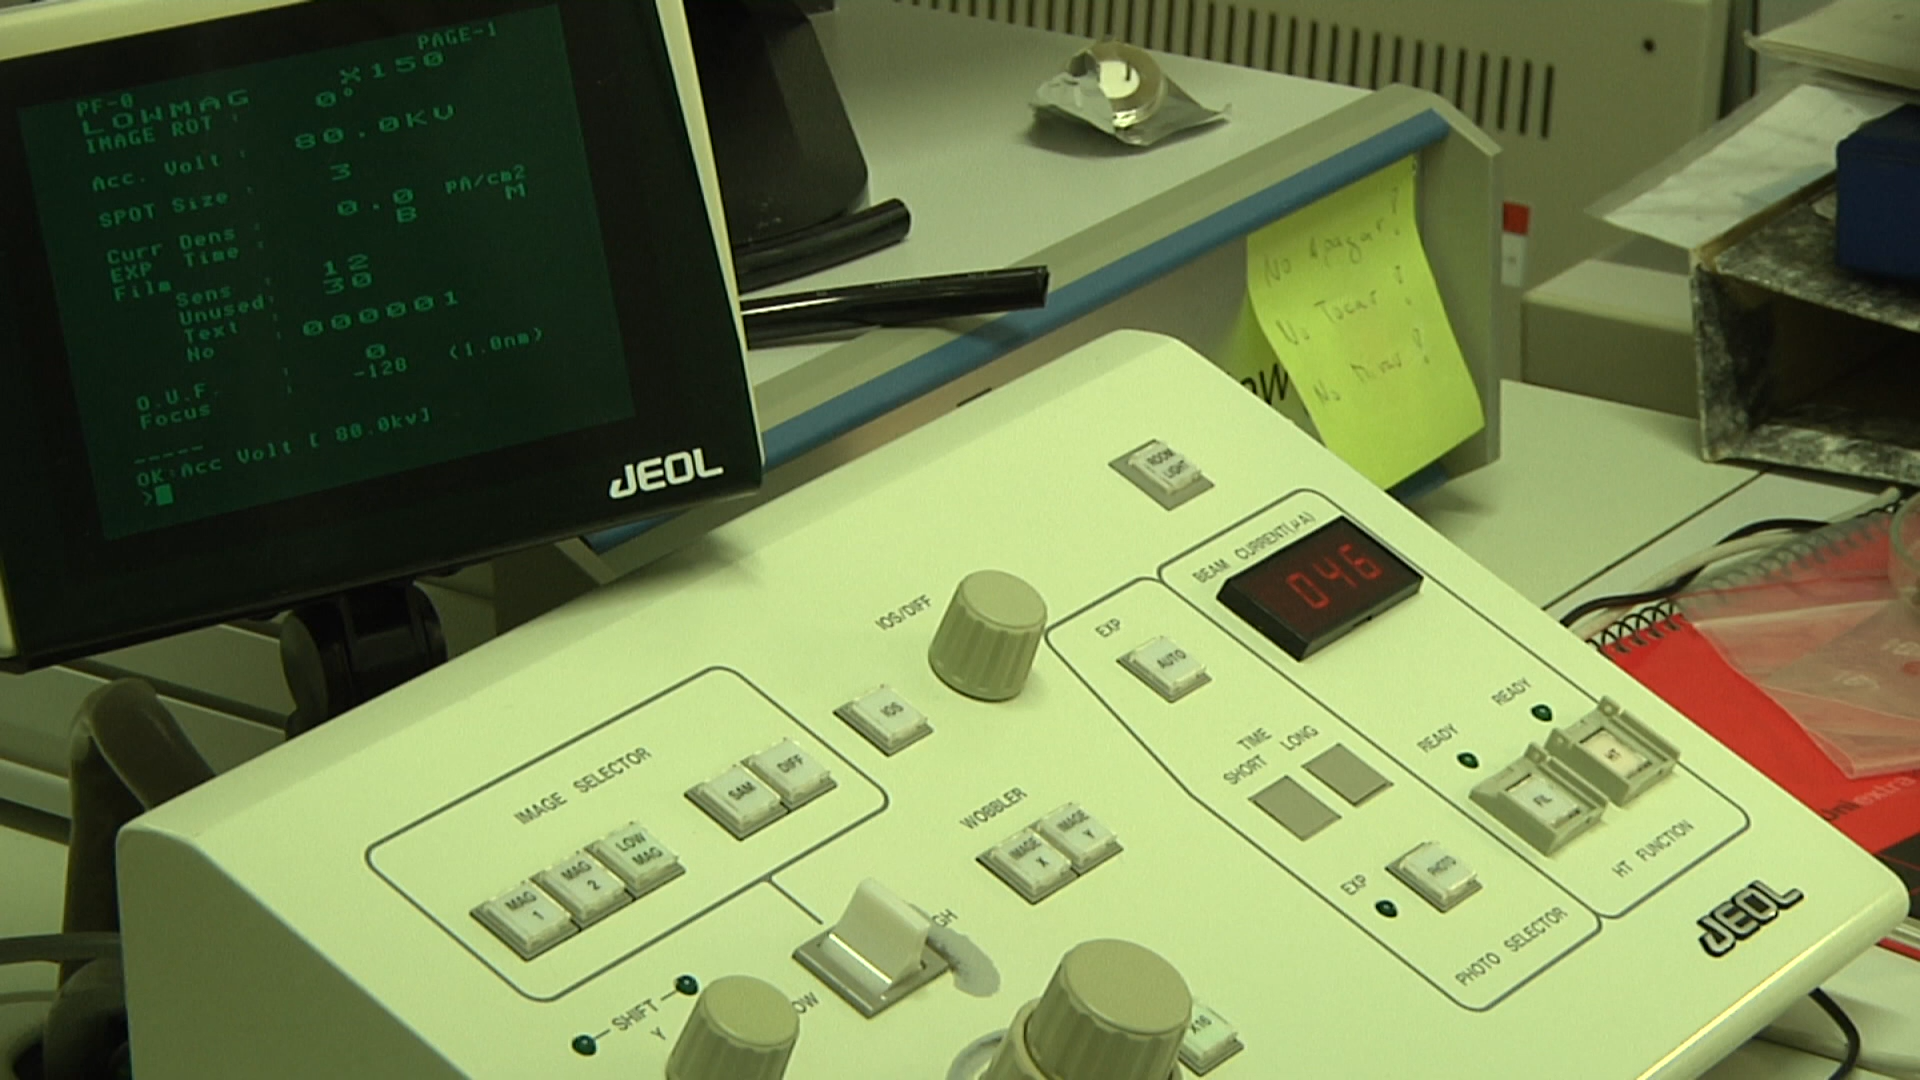 PAGE-1
PF-0
LOWMAG X150
IMAGE ROT : 0°
Acc. Volt : 80.0KV
SPOT Size : 3
Curr Dens : 0.0 pA/cm2
EXP Time : B M
Film
Sens : 12
Unused: 30
Text :
No : 000001
O.U.F. : 0
Focus : -128 (1.0nm)
-----
OK:Acc Volt [ 80.0kv]
>
JEOL
No apagar!
No Tocar!
No Mirar!
ROOM
LIGHT
BEAM CURRENT(μA)
046
IOS/DIFF
IOS
EXP
AUTO
TIME
SHORT LONG
READY
READY
FIL
HT
HT FUNCTION
IMAGE SELECTOR
MAG
1
MAG
2
LOW
MAG
SAM
DIFF
WOBBLER
IMAGE
X
IMAGE
Y
EXP
PHOTO
PHOTO SELECTOR
SHIFT
Y
X16
JEOL
extra